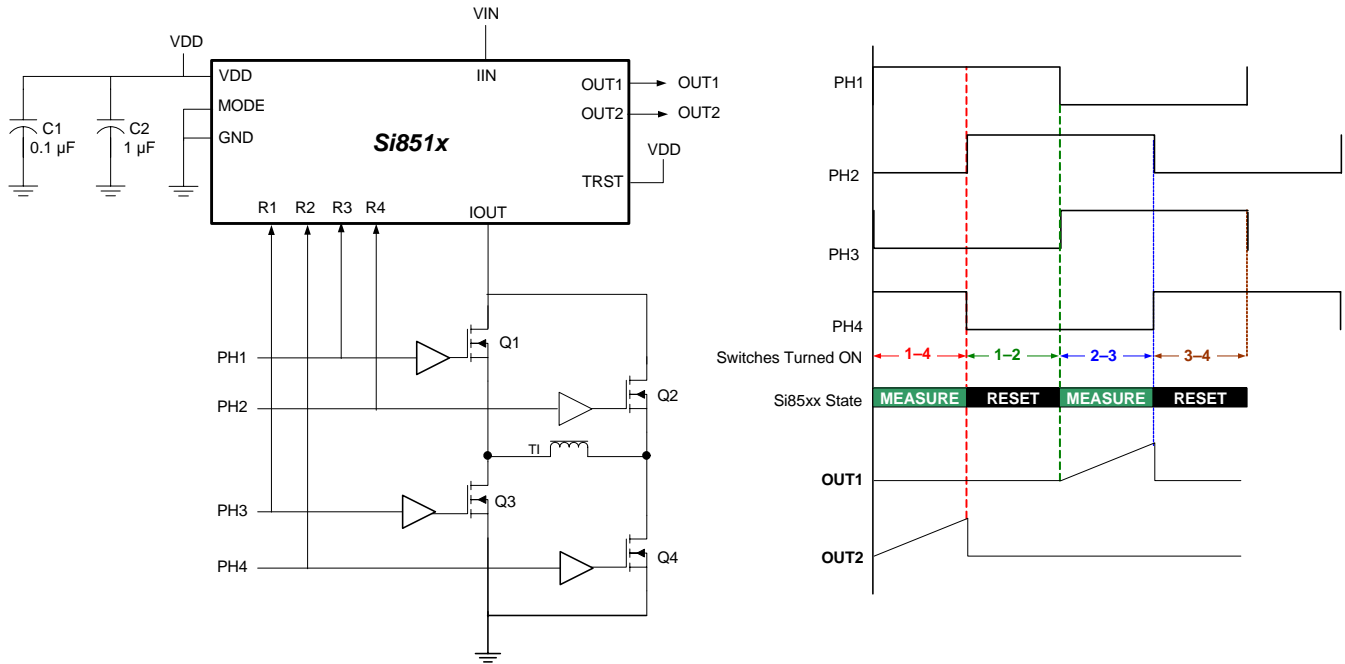 VIN
VDD
VDD
IIN
MODE
GND
C1
0.1 µF
C2
1 µF
Si851x
OUT1
OUT1
OUT2
OUT2
VDD
TRST
R1
R2
R3
R4
IOUT
PH1
Q1
PH2
Q2
TI
PH3
Q3
PH4
Q4
PH1
PH2
PH3
PH4
Switches Turned ON
1–4
1–2
2–3
3–4
Si85xx State
MEASURE
RESET
MEASURE
RESET
OUT1
OUT2